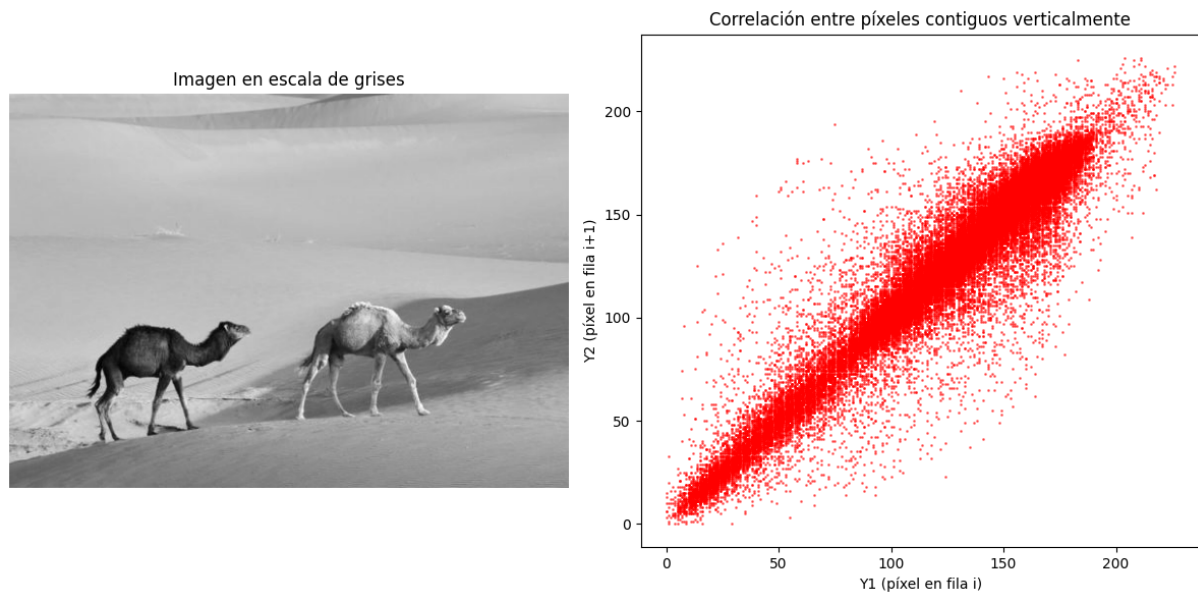 Imagen en escala de grises
Correlación entre píxeles contiguos verticalmente
Y2 (píxel en fila i+1)
200
150
100
50
0
0 50 100 150 200
Y1 (píxel en fila i)